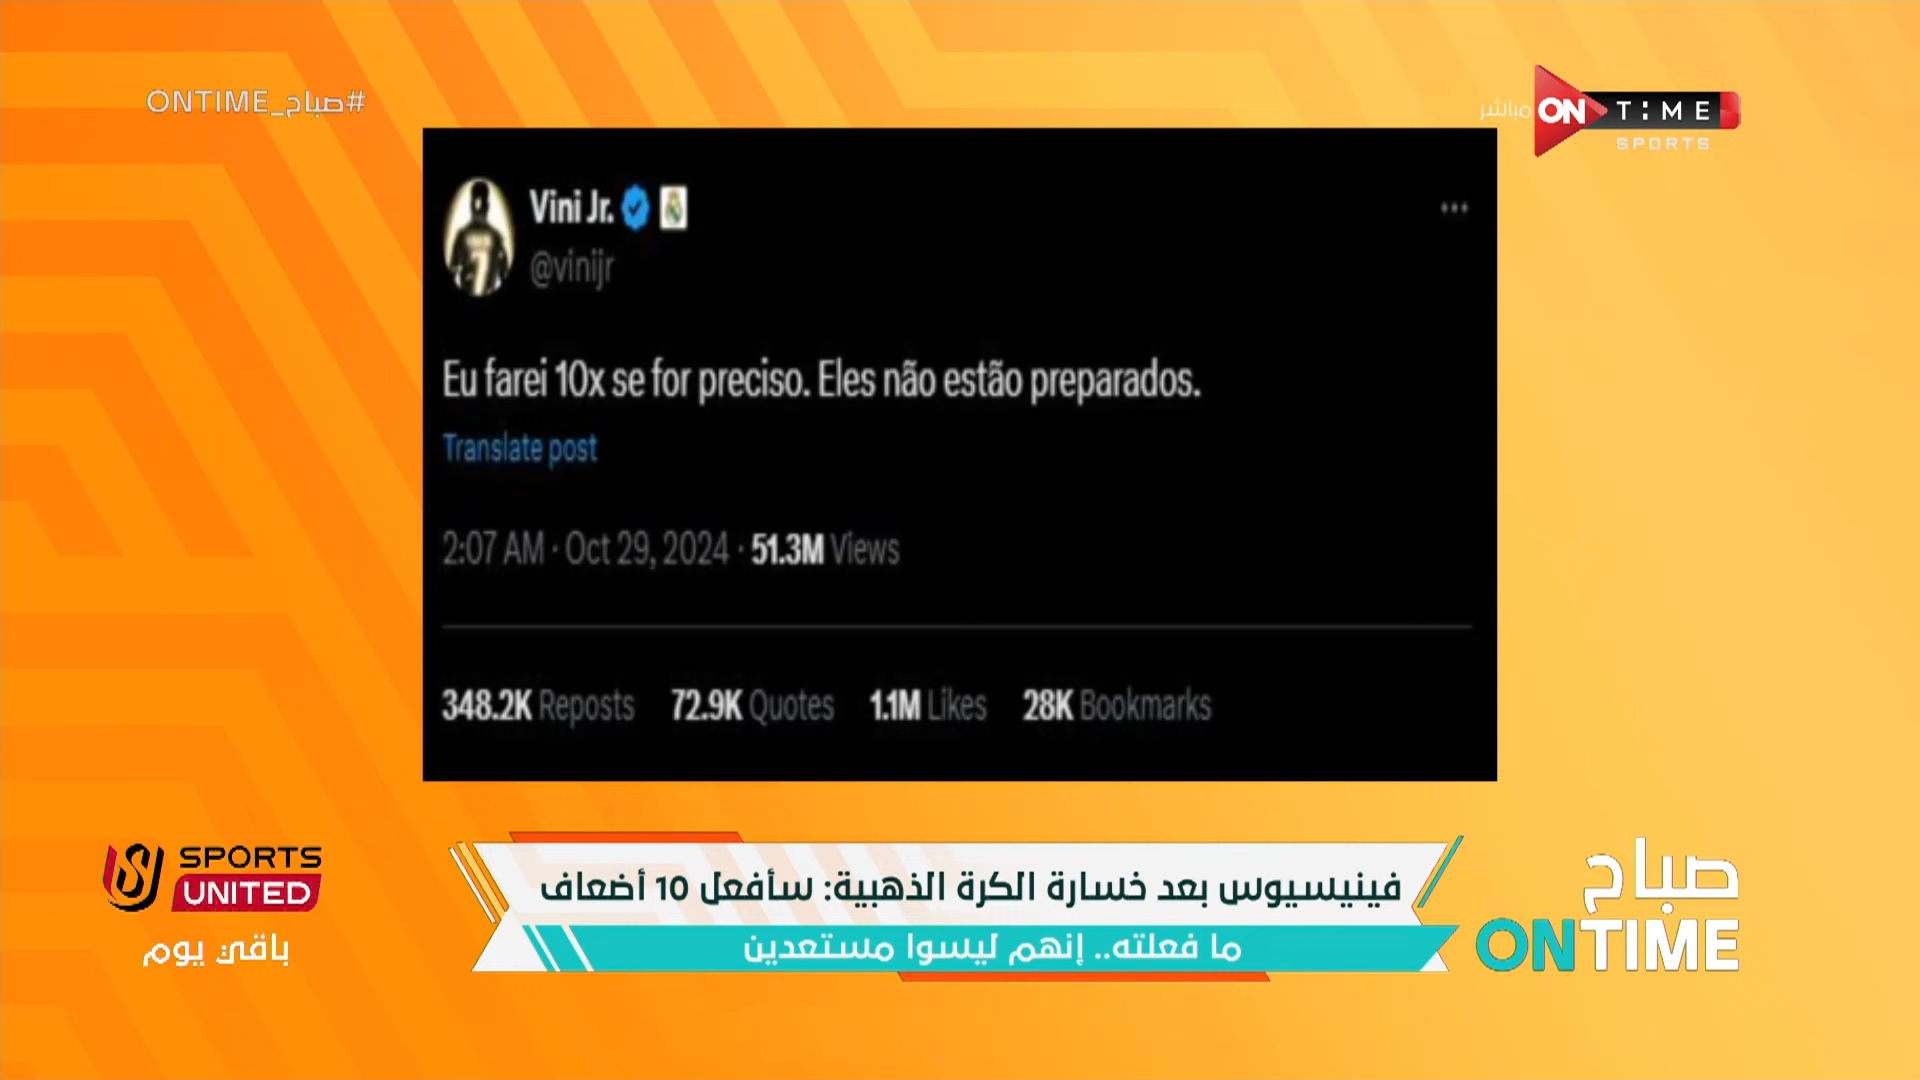 #صباح_ONTIME
مباشر ON TIME
SPORTS
Vini Jr.
@vinijr
Eu farei 10x se for preciso. Eles não estão preparados.
Translate post
2:07 AM · Oct 29, 2024 · 51.3M Views
348.2K Reposts 72.9K Quotes 1.1M Likes 28K Bookmarks
فينيسيوس بعد خسارة الكرة الذهبية: سأفعل 10 أضعاف
ما فعلته.. إنهم ليسوا مستعدين
صباح
ONTIME
SPORTS
UNITED
باقي يوم